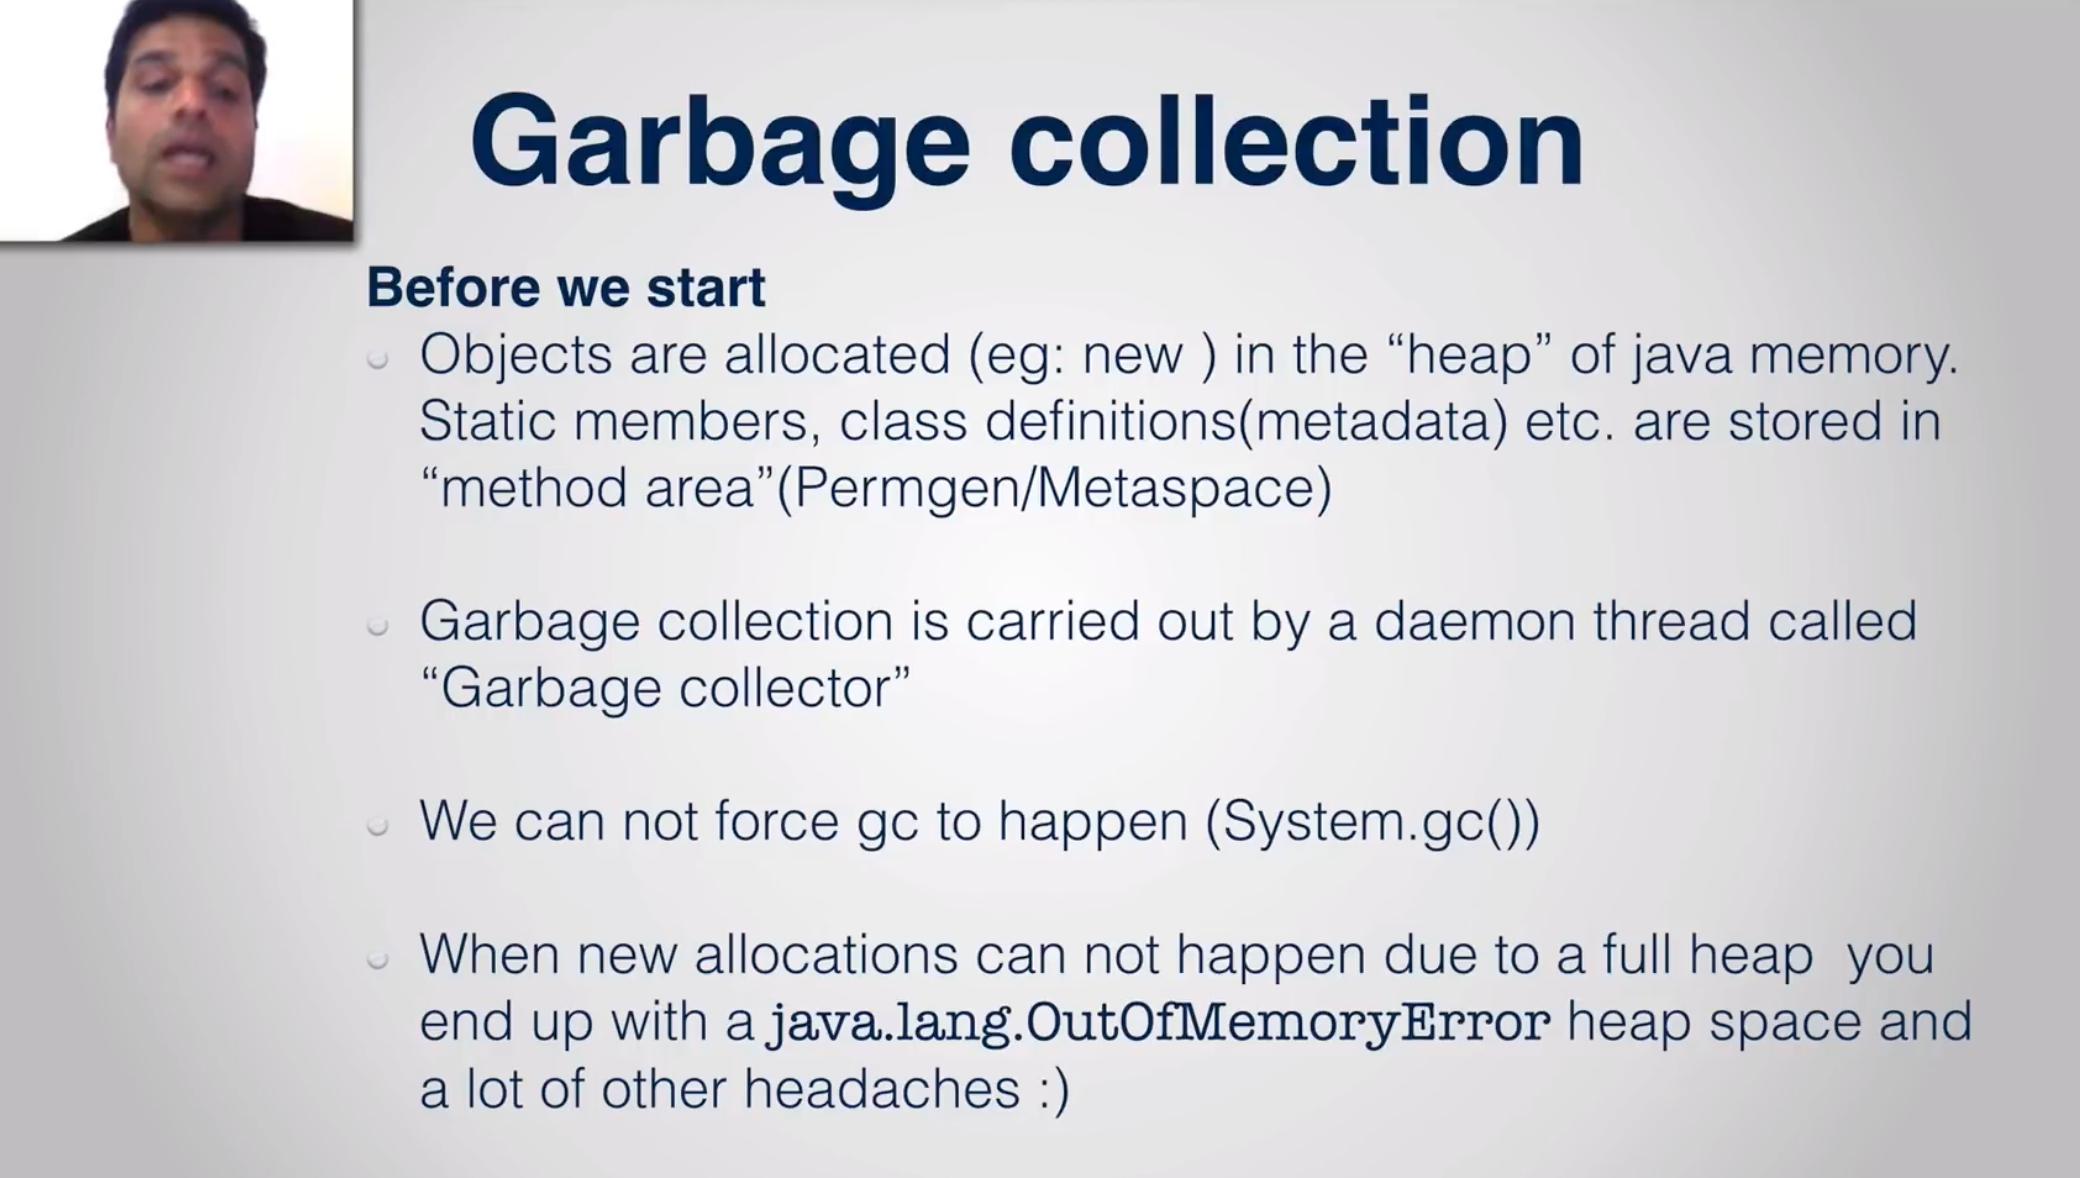 Garbage collection
Before we start
Objects are allocated (eg: new ) in the “heap” of java memory.
Static members, class definitions(metadata) etc. are stored in
“method area”(Permgen/Metaspace)
Garbage collection is carried out by a daemon thread called
“Garbage collector”
We can not force gc to happen (System.gc())
When new allocations can not happen due to a full heap  you
end up with a java.lang.OutOfMemoryError heap space and
a lot of other headaches :)